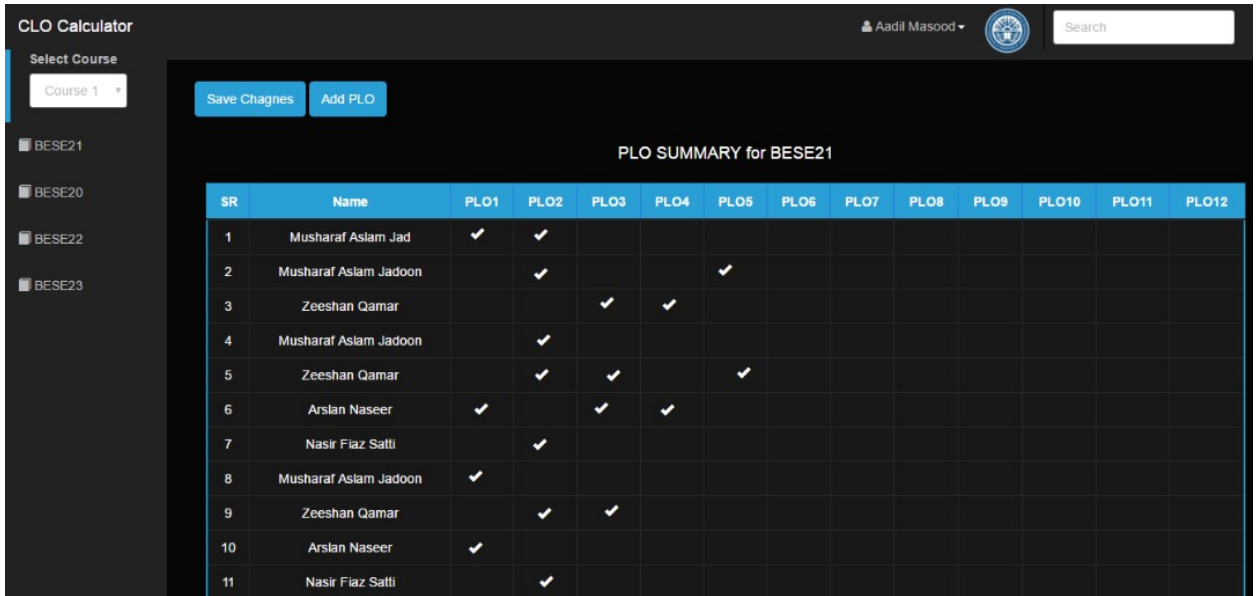 CLO Calculator
Aadil Masood
Search
Select Course
Course 1
BESE21
BESE20
BESE22
BESE23
Save Chagnes
Add PLO
PLO SUMMARY for BESE21
SR Name PLO1 PLO2 PLO3 PLO4 PLO5 PLO6 PLO7 PLO8 PLO9 PLO10 PLO11 PLO12
1 Musharaf Aslam Jad ✔ ✔
2 Musharaf Aslam Jadoon ✔ ✔
3 Zeeshan Qamar ✔ ✔
4 Musharaf Aslam Jadoon ✔
5 Zeeshan Qamar ✔ ✔ ✔
6 Arslan Naseer ✔ ✔ ✔
7 Nasir Fiaz Satti ✔
8 Musharaf Aslam Jadoon ✔
9 Zeeshan Qamar ✔ ✔
10 Arslan Naseer ✔
11 Nasir Fiaz Satti ✔